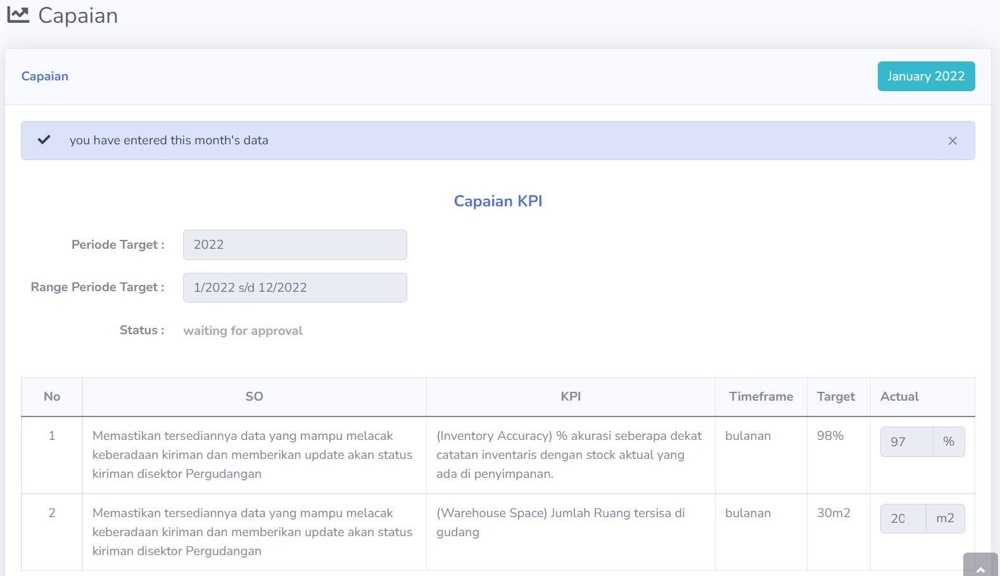 Capaian
Capaian
January 2022
you have entered this month's data
Capaian KPI
Periode Target :
2022
Range Periode Target :
1/2022 s/d 12/2022
Status :
waiting for approval
No SO KPI Timeframe Target Actual
1
Memastikan tersediannya data yang mampu melacak
keberadaan kiriman dan memberikan update akan status
kiriman disektor Pergudangan
(Inventory Accuracy) % akurasi seberapa dekat
catatan inventaris dengan stock aktual yang
ada di penyimpanan.
bulanan
98%
97 %
2
Memastikan tersediannya data yang mampu melacak
keberadaan kiriman dan memberikan update akan status
kiriman disektor Pergudangan
(Warehouse Space) Jumlah Ruang tersisa di
gudang
bulanan
30m2
20 m2